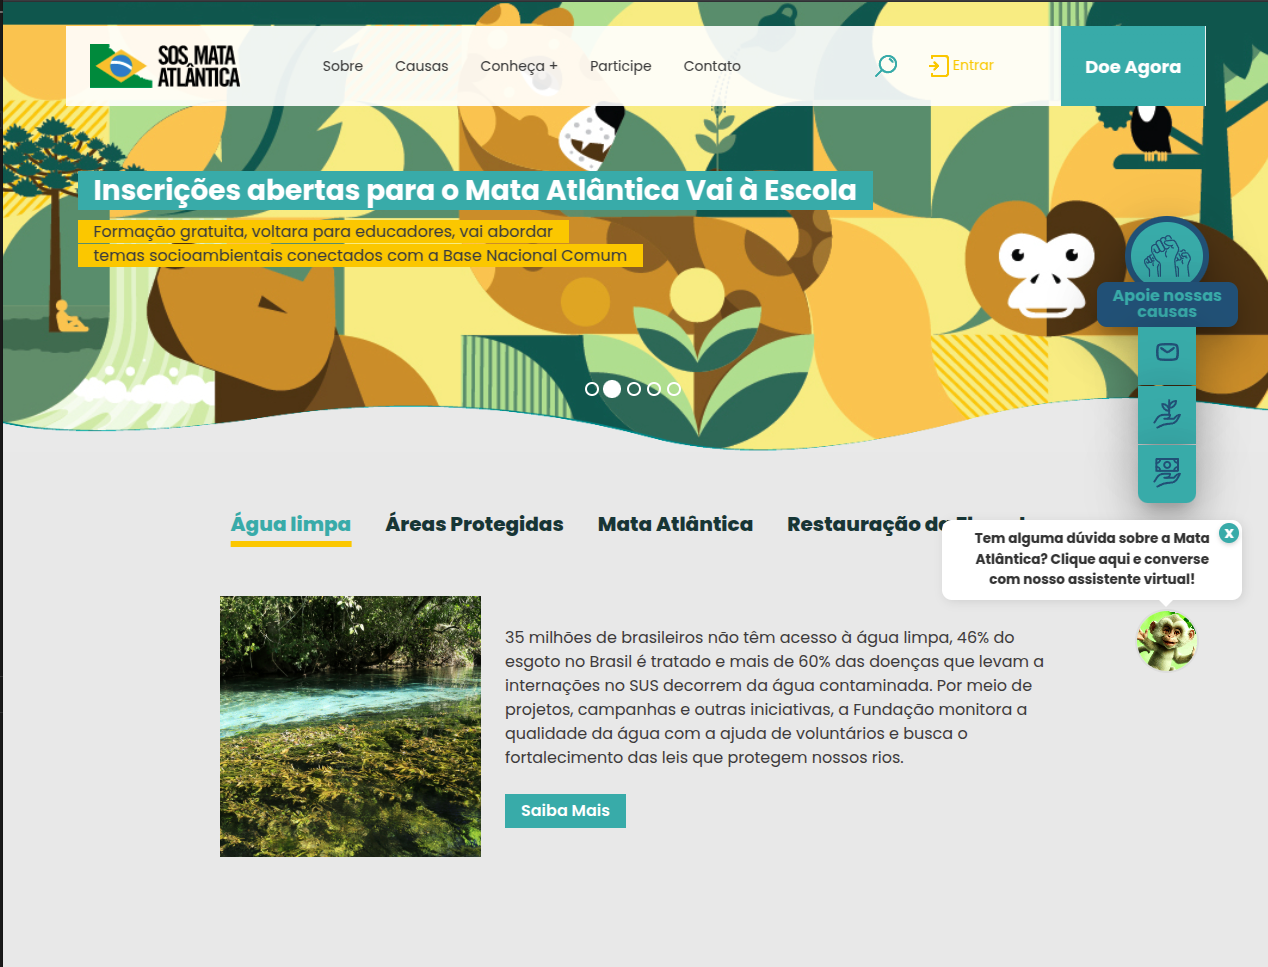 SOS MATA
ATLÂNTICA
Sobre
Causas
Conheça +
Participe
Contato
Entrar
Doe Agora
Inscrições abertas para o Mata Atlântica Vai à Escola
Formação gratuita, voltara para educadores, vai abordar
temas socioambientais conectados com a Base Nacional Comum
Apoie nossas
causas
Água limpa
Áreas Protegidas
Mata Atlântica
Restauração
Tem alguma dúvida sobre a Mata
Atlântica? Clique aqui e converse
com nosso assistente virtual!
x
35 milhões de brasileiros não têm acesso à água limpa, 46% do
esgoto no Brasil é tratado e mais de 60% das doenças que levam a
internações no SUS decorrem da água contaminada. Por meio de
projetos, campanhas e outras iniciativas, a Fundação monitora a
qualidade da água com a ajuda de voluntários e busca o
fortalecimento das leis que protegem nossos rios.
Saiba Mais